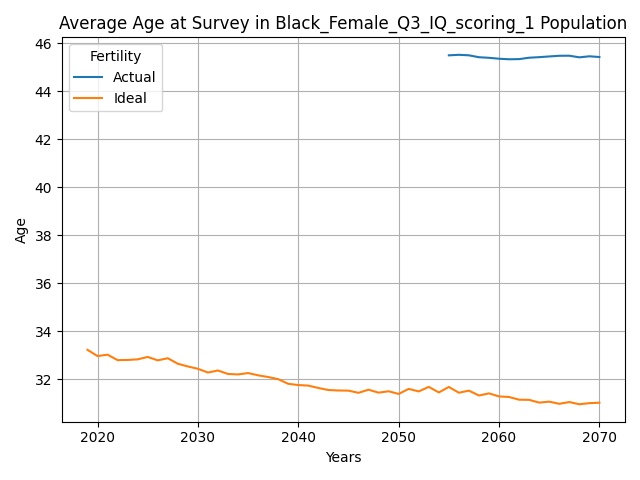 Average Age at Survey in Black_Female_Q3_IQ_scoring_1 Population
Fertility
Actual
Ideal
46
44
42
40
38
36
34
32
Age
2020
2030
2040
2050
2060
2070
Years